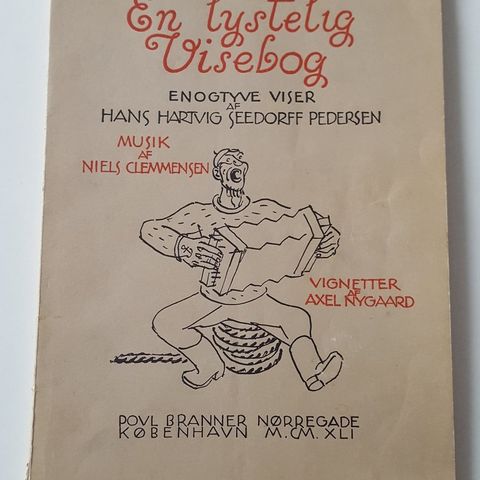 En lystelig
Visebog
ENOGTYVE VISER
AF
HANS HARTVIG SEEDORFF PEDERSEN
MUSIK
AF
NIELS CLEMMENSEN
VIGNETTER
AF
AXEL NYGAARD
POVL BRANNER NØRREGADE
KØBENHAVN M.CM.XLI